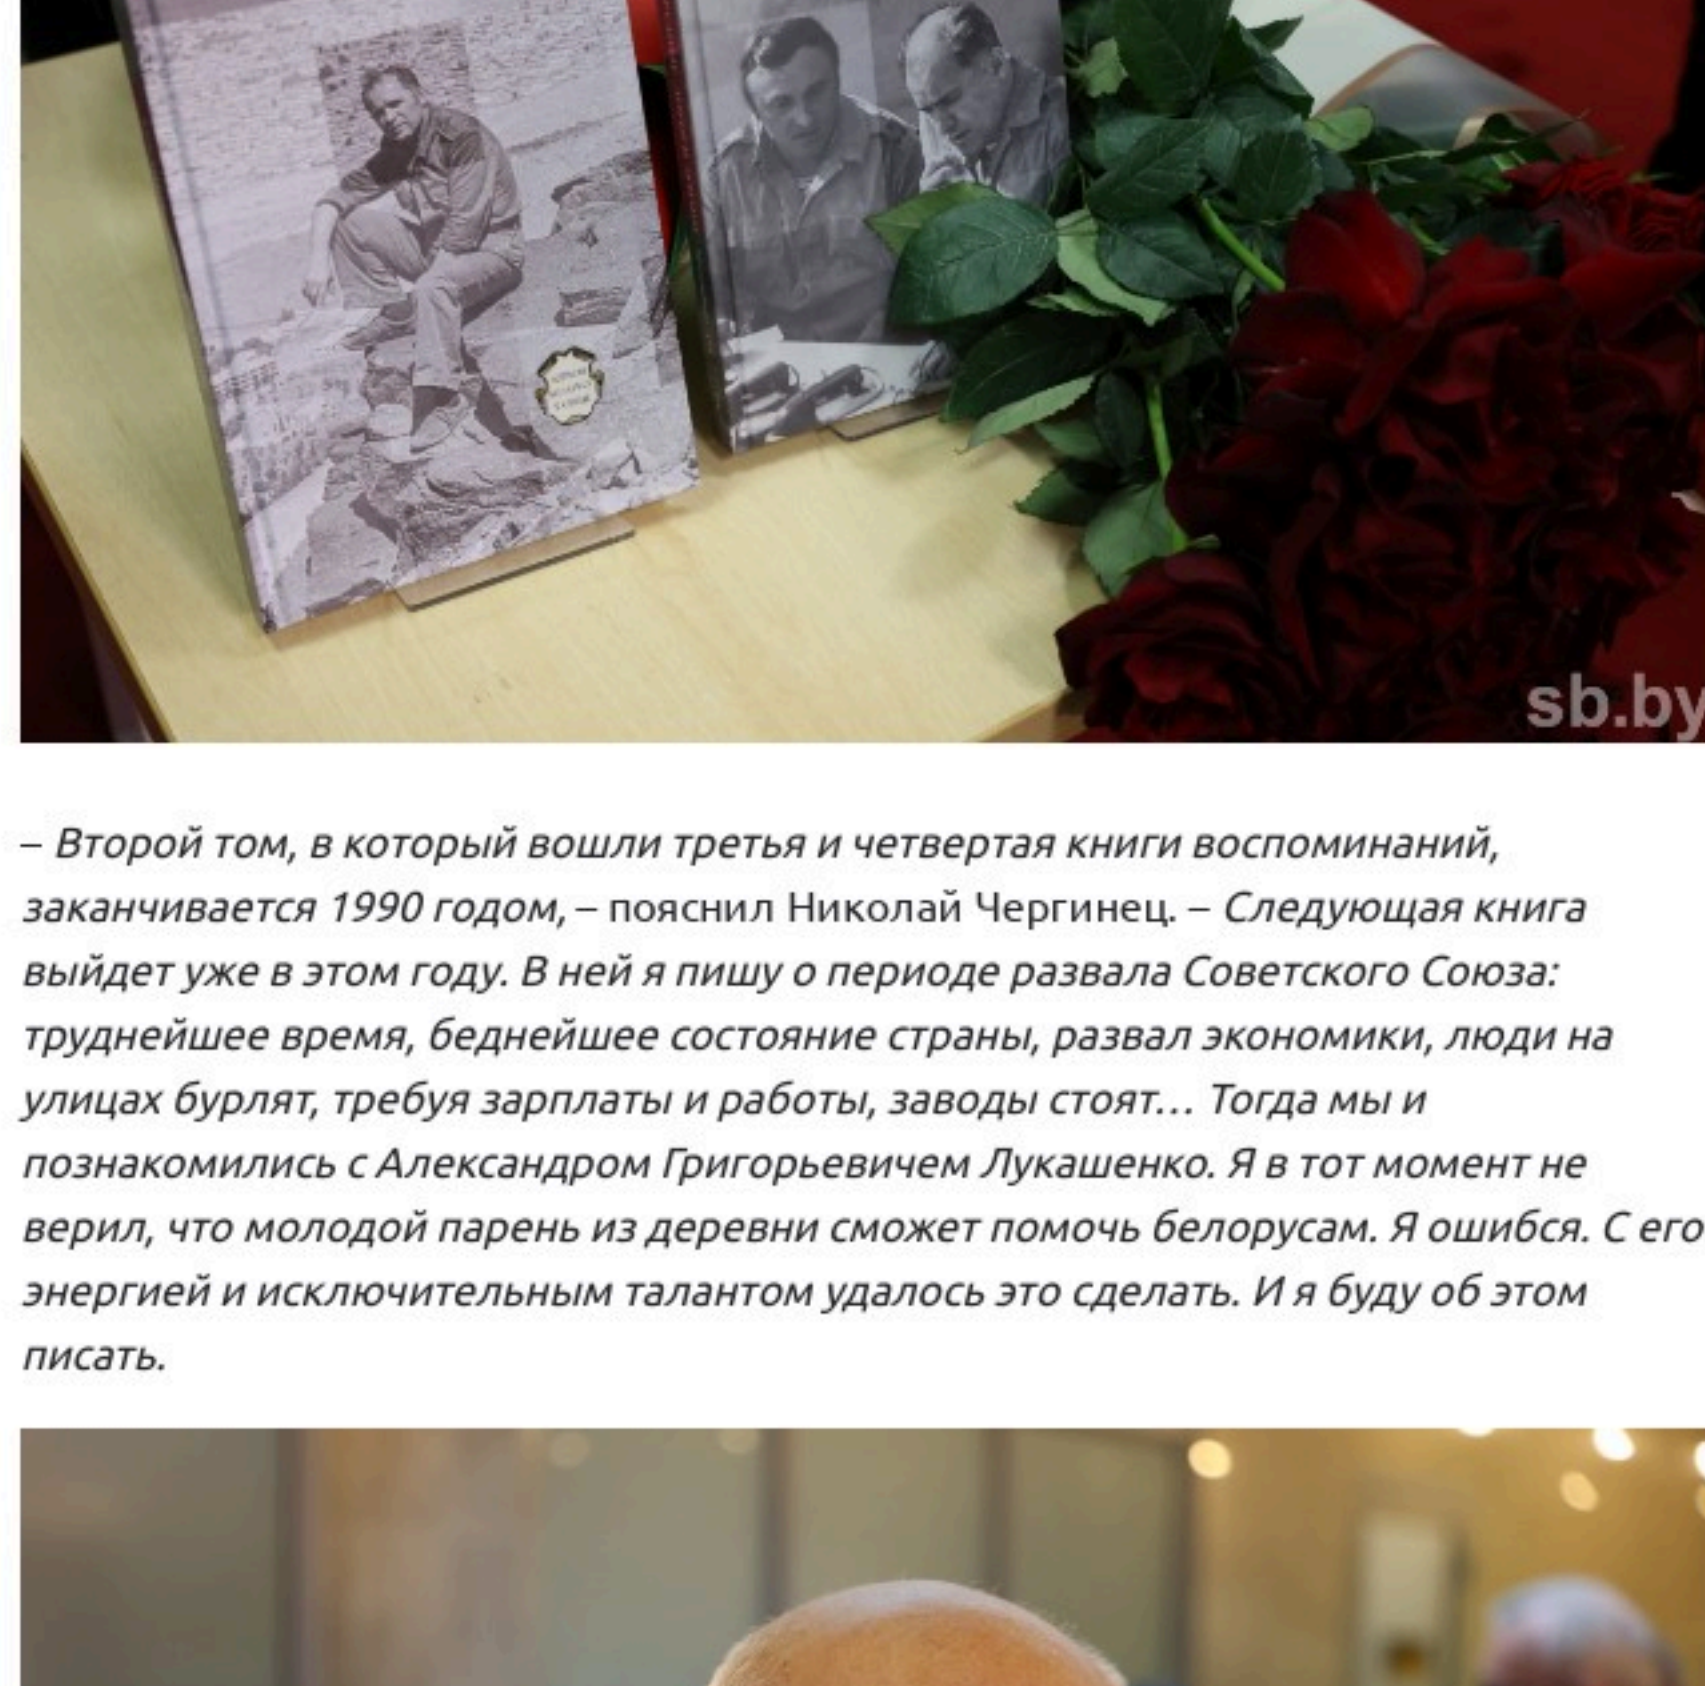 sb.by
– Второй том, в который вошли третья и четвертая книги воспоминаний,
заканчивается 1990 годом, – пояснил Николай Чергинец. – Следующая книга
выйдет уже в этом году. В ней я пишу о периоде развала Советского Союза:
труднейшее время, беднейшее состояние страны, развал экономики, люди на
улицах бурлят, требуя зарплаты и работы, заводы стоят... Тогда мы и
познакомились с Александром Григорьевичем Лукашенко. Я в тот момент не
верил, что молодой парень из деревни сможет помочь белорусам. Я ошибся. С его
энергией и исключительным талантом удалось это сделать. И я буду об этом
писать.